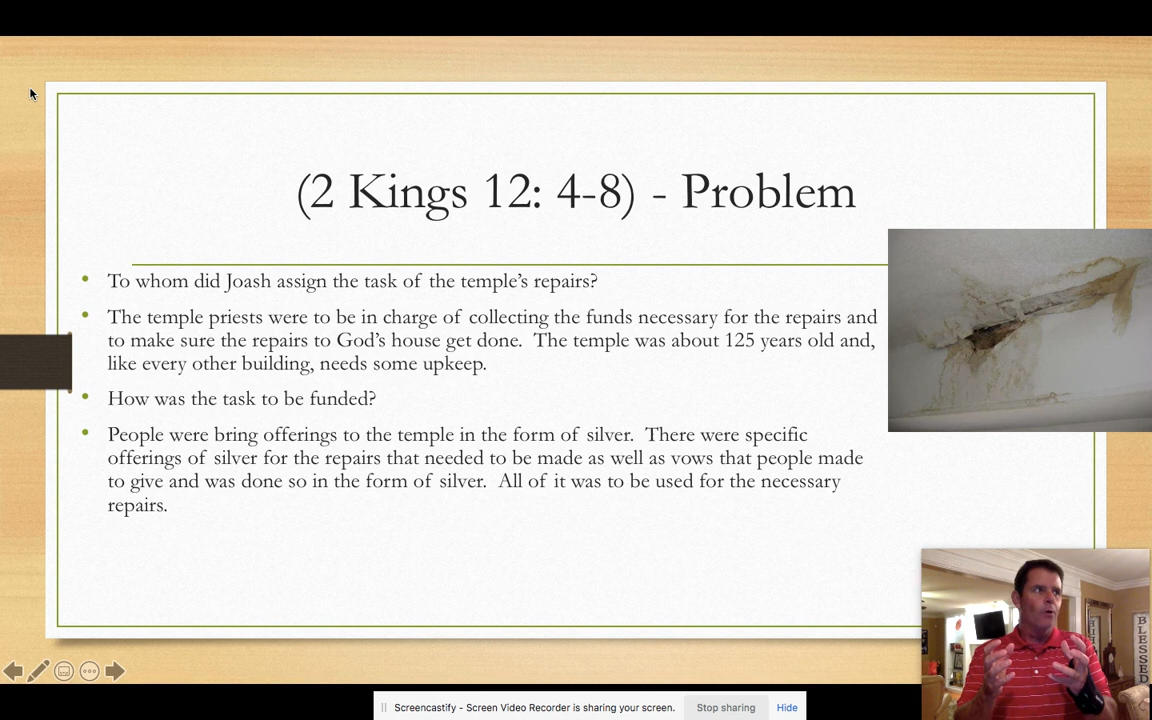 (2 Kings 12: 4-8) - Problem
• To whom did Joash assign the task of the temple's repairs?
• The temple priests were to be in charge of collecting the funds necessary for the repairs and
to make sure the repairs to God's house get done.  The temple was about 125 years old and,
like every other building, needs some upkeep.
• How was the task to be funded?
• People were bring offerings to the temple in the form of silver.  There were specific
offerings of silver for the repairs that needed to be made as well as vows that people made
to give and was done so in the form of silver.  All of it was to be used for the necessary
repairs.
BLESSED
Screencastify - Screen Video Recorder is sharing your screen.
Stop sharing
Hide